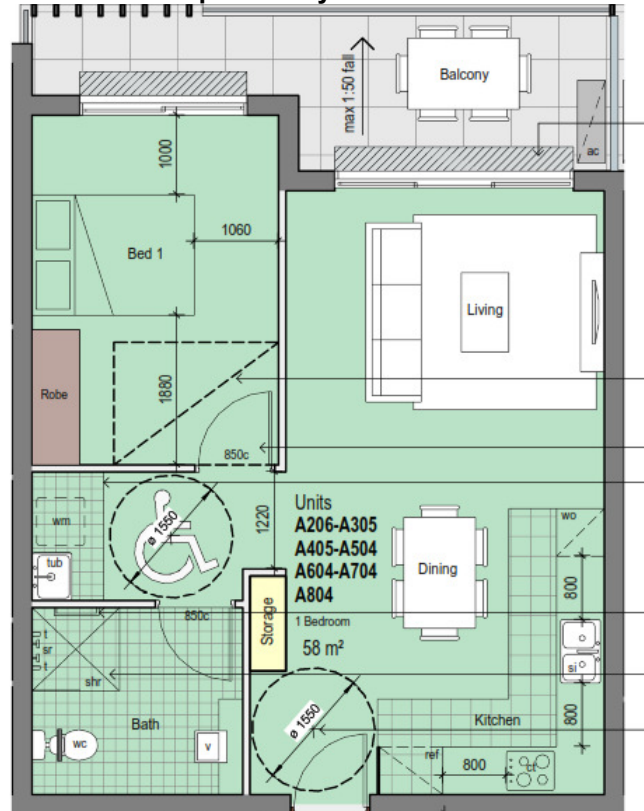 Balcony
max 1:50 fall
ac
1000
1060
Bed 1
Living
1880
Robe
850c
wm
ø 1550
1220
Units
A206-A305
A405-A504
A604-A704
A804
1 Bedroom
58 m²
wo
Dining
800
tub
850c
Storage
t
sr
t
shr
si
Bath
ø 1550
Kitchen
800
wc
v
ref
800
ct